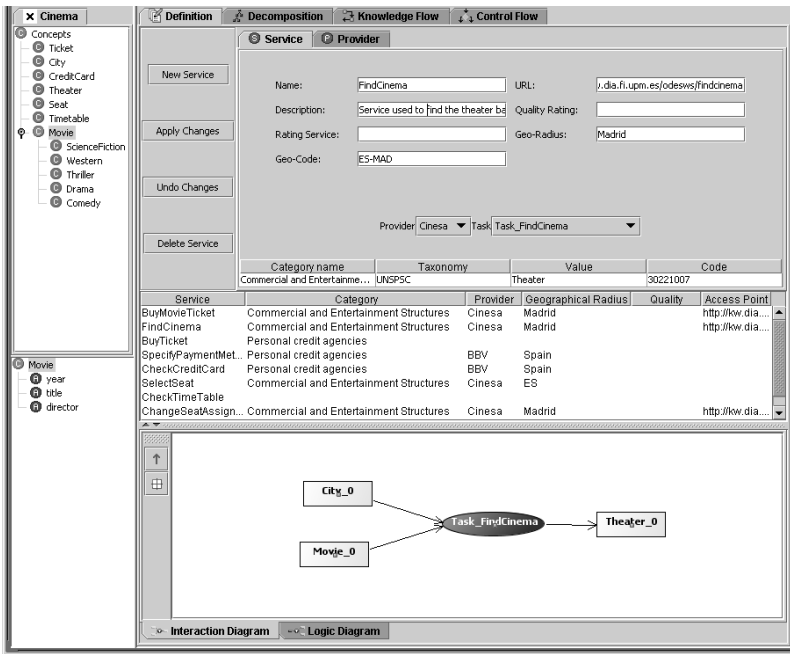 Cinema
Concepts
Ticket
City
CreditCard
Theater
Seat
Timetable
Movie
ScienceFiction
Western
Thriller
Drama
Comedy
Movie
year
title
director
Definition Decomposition Knowledge Flow Control Flow
New Service
Apply Changes
Undo Changes
Delete Service
Service Provider
Name: FindCinema URL: .dia.fi.upm.es/odesws/findcinema
Description: Service used to find the theater ba Quality Rating:
Rating Service: Geo-Radius: Madrid
Geo-Code: ES-MAD
Provider Cinesa Task Task_FindCinema
Category name Taxonomy Value Code
Commercial and Entertainme... UNSPSC Theater 30221007
Service Category Provider Geographical Radius Quality Access Point
BuyMovieTicket Commercial and Entertainment Structures Cinesa Madrid http://kw.dia....
FindCinema Commercial and Entertainment Structures Cinesa Madrid http://kw.dia....
BuyTicket Personal credit agencies
SpecifyPaymentMet... Personal credit agencies BBV Spain
CheckCreditCard Personal credit agencies BBV Spain
SelectSeat Commercial and Entertainment Structures Cinesa ES
CheckTimeTable
ChangeSeatAssign... Commercial and Entertainment Structures Cinesa Madrid http://kw.dia....
City_0
Task_FindCinema
Theater_0
Movie_0
Interaction Diagram Logic Diagram